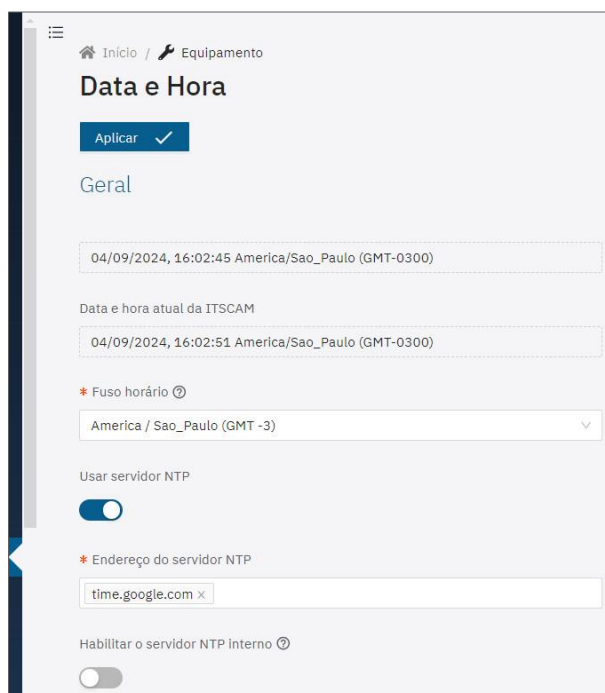 Início / Equipamento
Data e Hora
Aplicar
Geral
04/09/2024, 16:02:45 America/Sao_Paulo (GMT-0300)
Data e hora atual da ITSCAM
04/09/2024, 16:02:51 America/Sao_Paulo (GMT-0300)
* Fuso horário
America / Sao_Paulo (GMT -3)
Usar servidor NTP
* Endereço do servidor NTP
time.google.com ×
Habilitar o servidor NTP interno